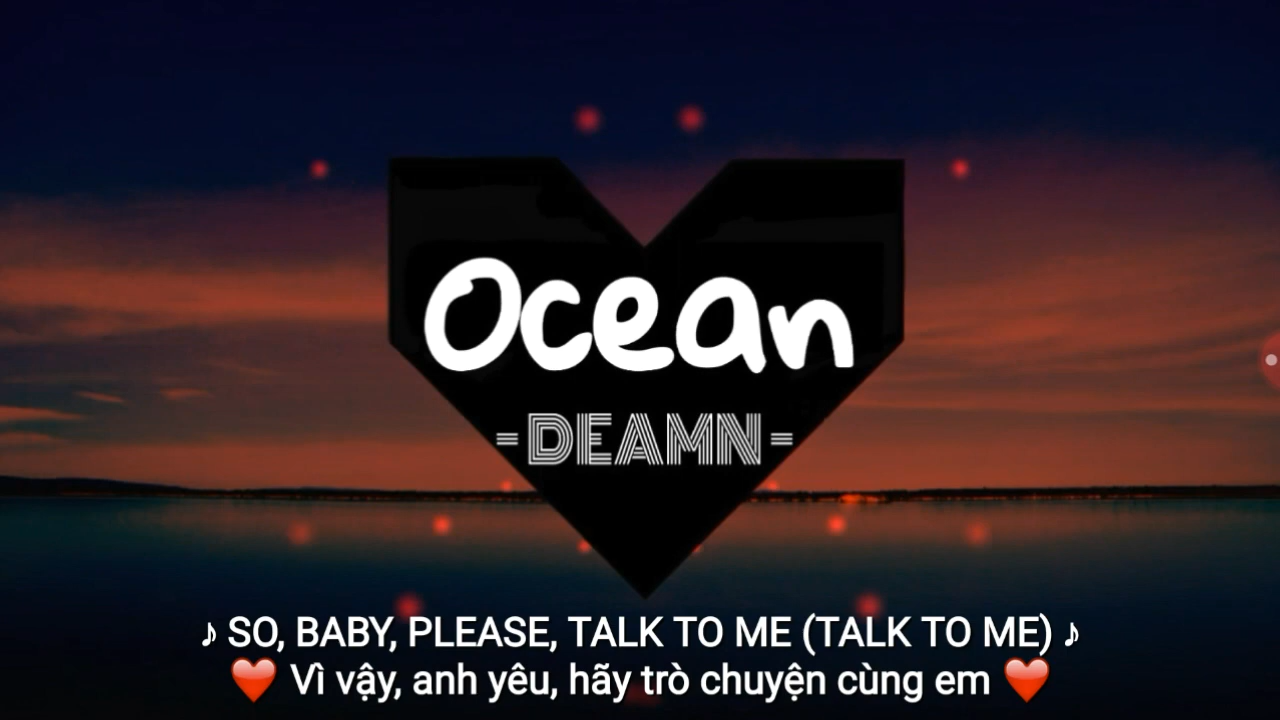 Ocean
=DEAMN=
♪ SO, BABY, PLEASE, TALK TO ME (TALK TO ME) ♪
❤️ Vì vậy, anh yêu, hãy trò chuyện cùng em ❤️